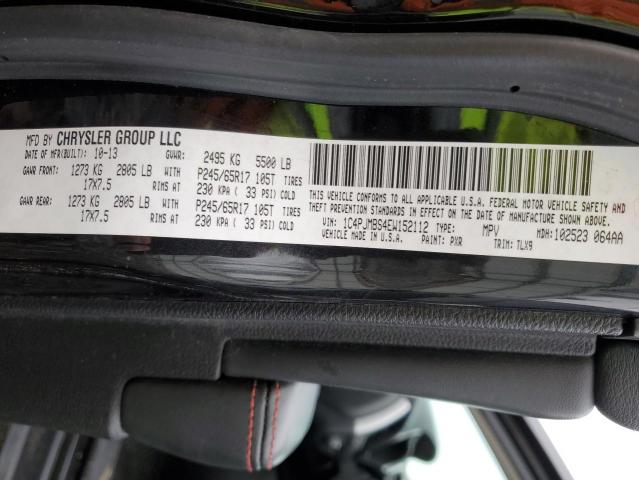 MFD BY CHRYSLER GROUP LLC
DATE OF MFR(BUILT): 10-13 GVWR: 2495 KG 5500 LB
GAWR FRONT: 1273 KG 2805 LB WITH P245/65R17 105T TIRES
17X7.5 RIMS AT 230 KPA ( 33 PSI) COLD
GAWR REAR: 1273 KG 2805 LB WITH P245/65R17 105T TIRES
17X7.5 RIMS AT 230 KPA ( 33 PSI) COLD
THIS VEHICLE CONFORMS TO ALL APPLICABLE U.S.A. FEDERAL MOTOR VEHICLE SAFETY AND
THEFT PREVENTION STANDARDS IN EFFECT ON THE DATE OF MANUFACTURE SHOWN ABOVE.
VIN: 1C4PJMBS4EW152112 TYPE: MPV MDH: 102523 064AA
VEHICLE MADE IN U.S.A. PAINT: PXR TRIM: TLX9